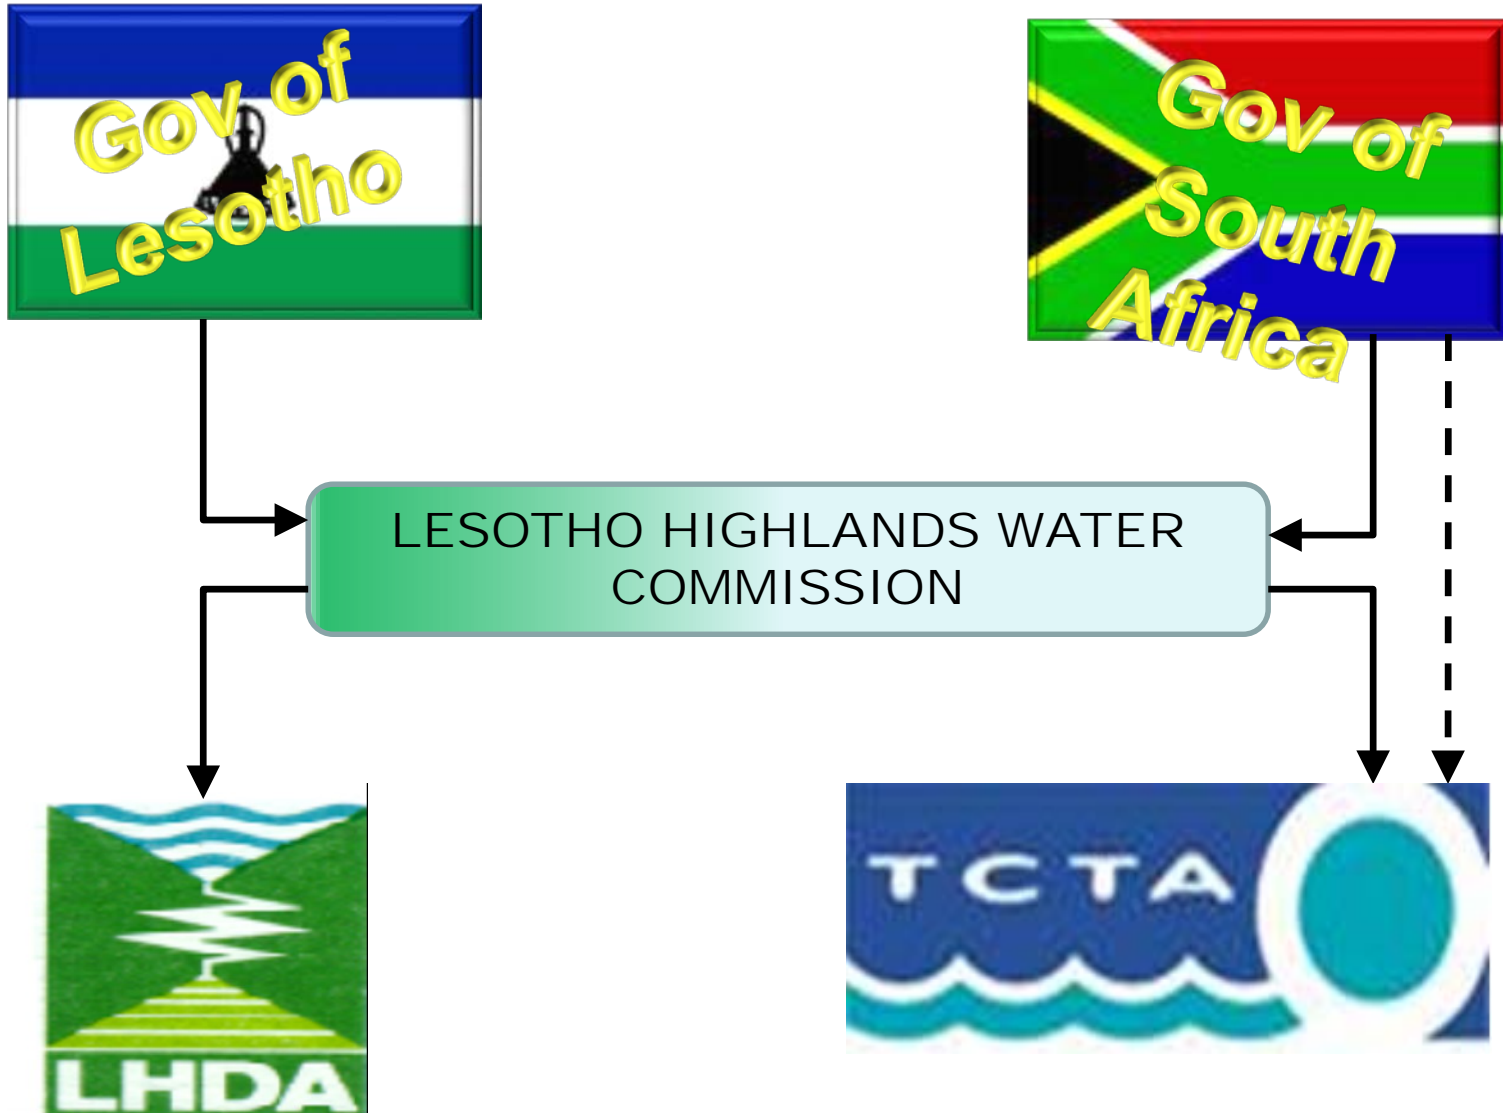 Gov of
Lesotho
Gov of
South
Africa
LESOTHO HIGHLANDS WATER
COMMISSION
LHDA
TCTA